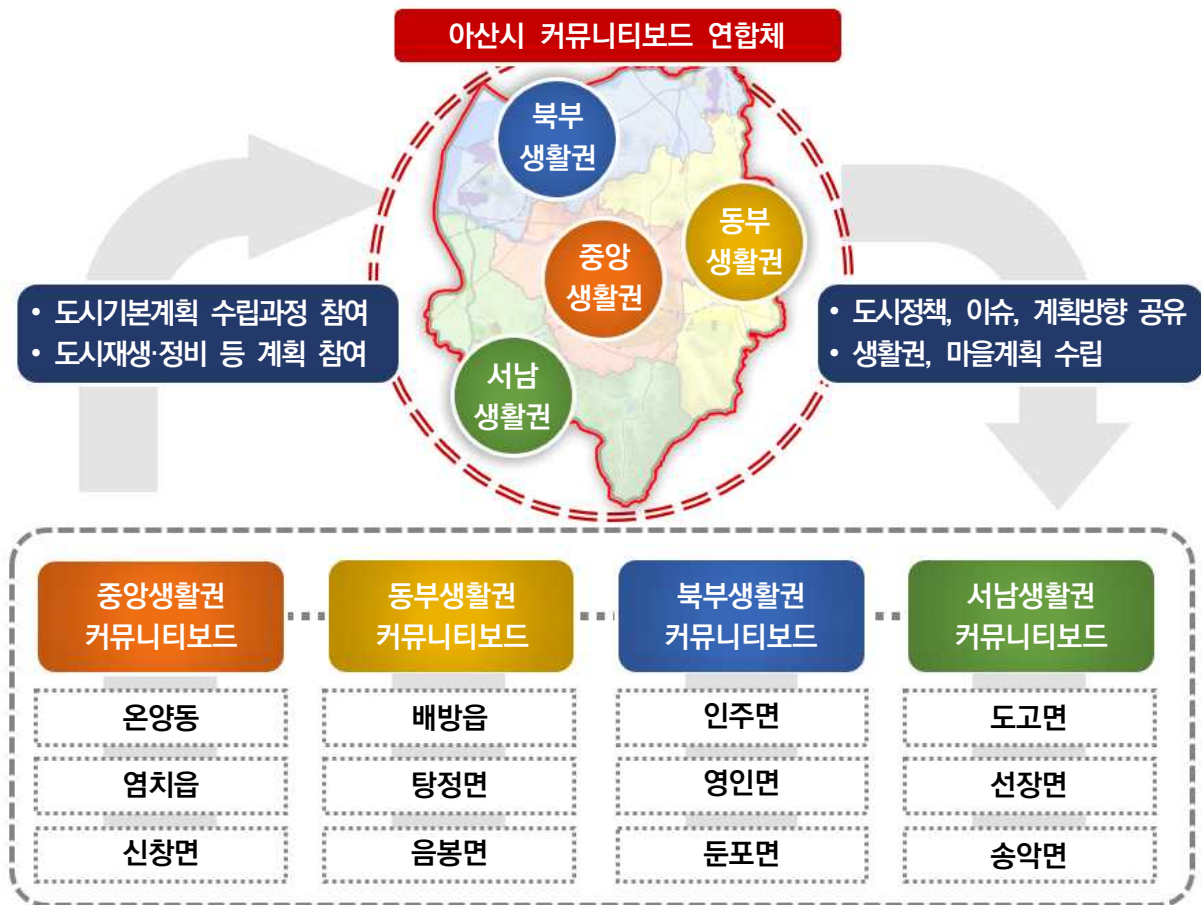 아산시 커뮤니티보드 연합체
북부
생활권
동부
생활권
중앙
생활권
서남
생활권
• 도시기본계획 수립과정 참여
• 도시재생·정비 등 계획 참여
• 도시정책, 이슈, 계획방향 공유
• 생활권, 마을계획 수립
중앙생활권
커뮤니티보드
동부생활권
커뮤니티보드
북부생활권
커뮤니티보드
서남생활권
커뮤니티보드
온양동
배방읍
인주면
도고면
염치읍
탕정면
영인면
선장면
신창면
음봉면
둔포면
송악면